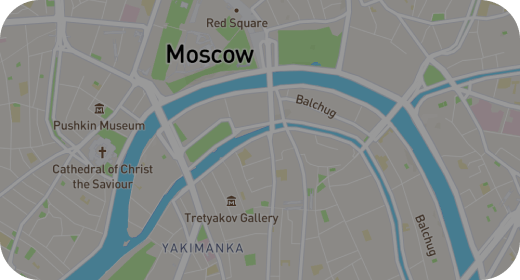 Red Square
Moscow
Balchug
Pushkin Museum
Cathedral of Christ
the Saviour
Tretyakov Gallery
Balchug
YAKIMANKA